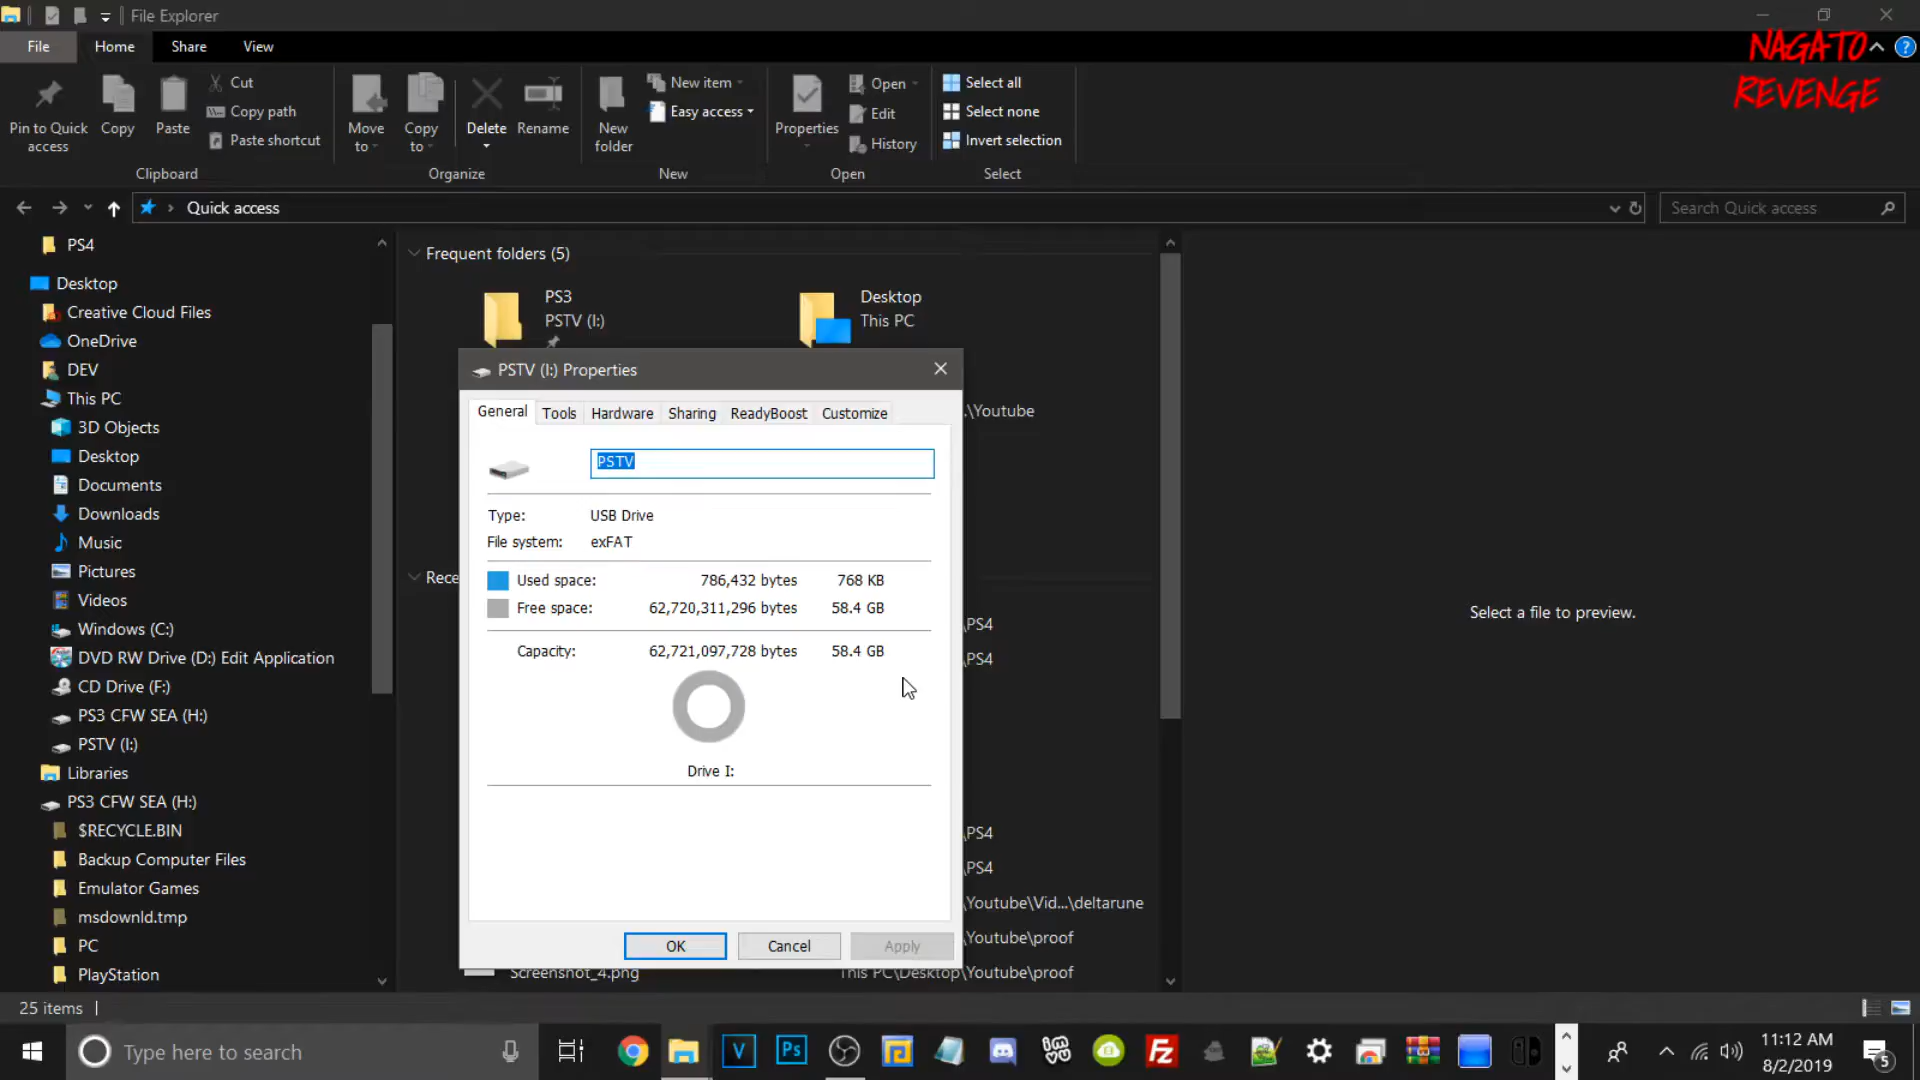 File Explorer
File Home Share View
NAGATO
REVENGE
Pin to Quick access
Copy
Paste
Cut
Copy path
Paste shortcut
Clipboard
Move to
Copy to
Delete
Rename
Organize
New folder
New item
Easy access
New
Properties
Open
Edit
History
Open
Select all
Select none
Invert selection
Select
Quick access
Search Quick access
PS4
Desktop
Creative Cloud Files
OneDrive
DEV
This PC
3D Objects
Desktop
Documents
Downloads
Music
Pictures
Videos
Windows (C:)
DVD RW Drive (D:) Edit Application
CD Drive (F:)
PS3 CFW SEA (H:)
PSTV (I:)
Libraries
PS3 CFW SEA (H:)
$RECYCLE.BIN
Backup Computer Files
Emulator Games
msdownld.tmp
PC
PlayStation
Frequent folders (5)
PS3
PSTV (I:)
Desktop
This PC
.\Youtube
Rece
\PS4
\PS4
\PS4
\PS4
\Youtube\Vid...\deltarune
\Youtube\proof
Screenshot_4.png
This PC\Desktop\Youtube\proof
Select a file to preview.
PSTV (I:) Properties
General Tools Hardware Sharing ReadyBoost Customize
PSTV
Type: USB Drive
File system: exFAT
Used space: 786,432 bytes 768 KB
Free space: 62,720,311,296 bytes 58.4 GB
Capacity: 62,721,097,728 bytes 58.4 GB
Drive I:
OK Cancel Apply
25 items
Type here to search
V
Ps
Fz
11:12 AM
8/2/2019
5